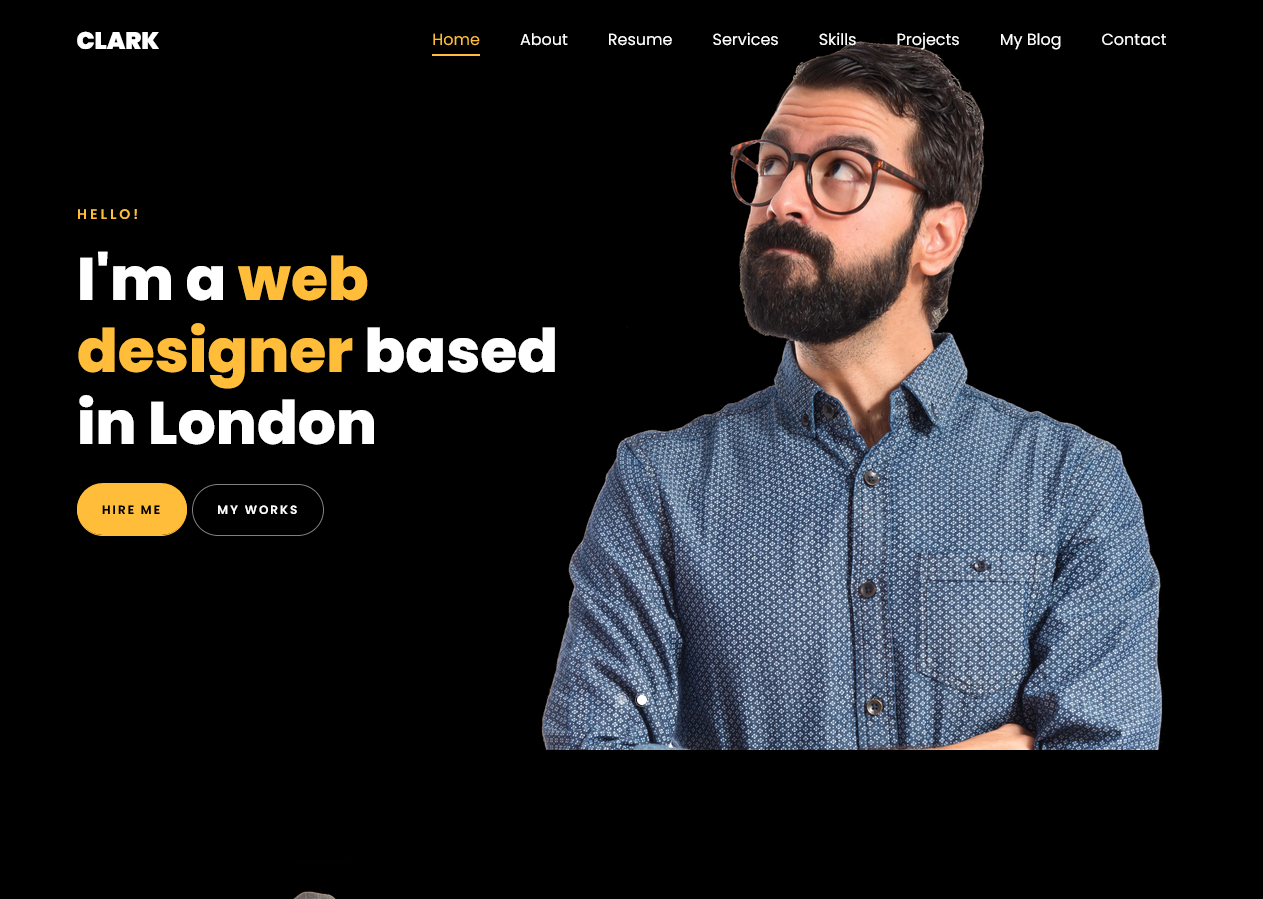 CLARK
Home About Resume Services Skills Projects My Blog Contact
HELLO!
I'm a web
designer based
in London
HIRE ME MY WORKS